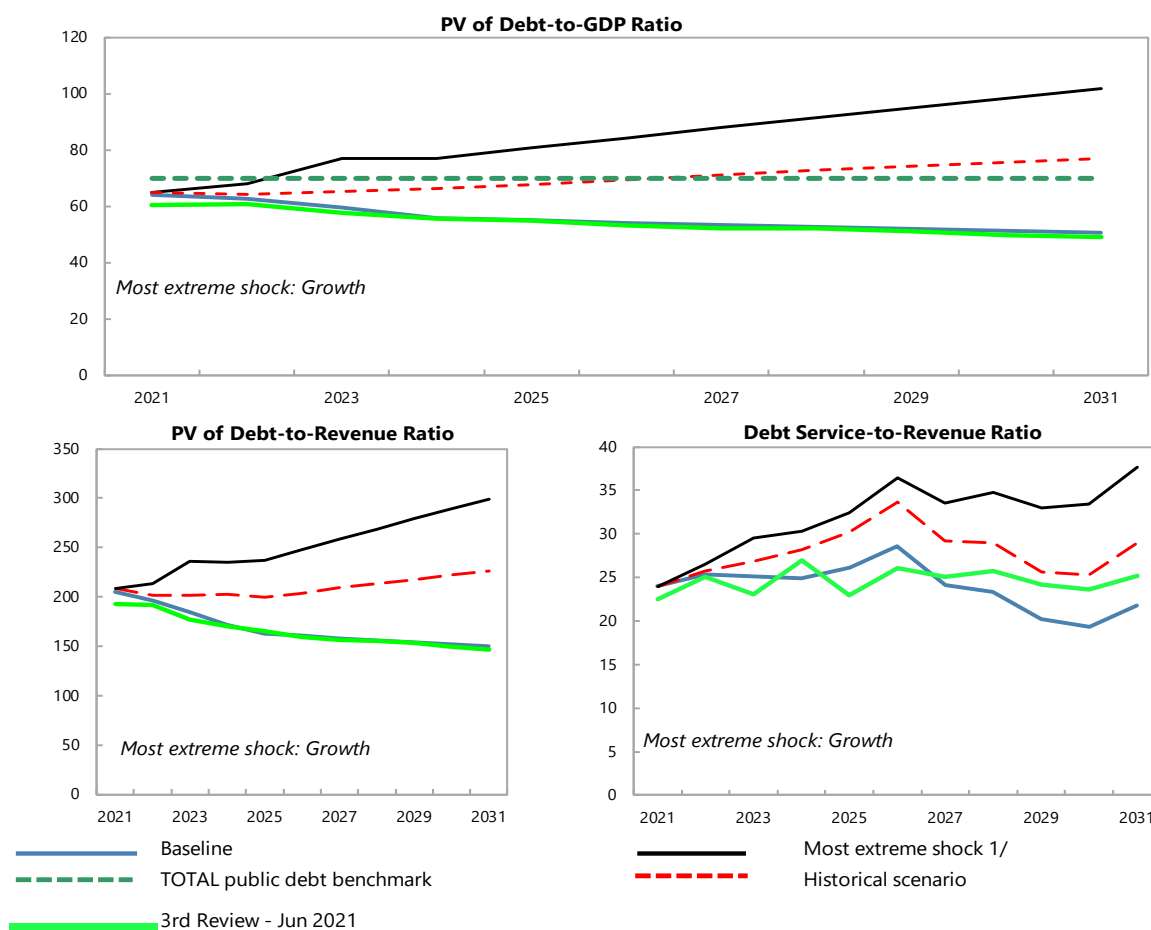 PV of Debt-to-GDP Ratio
120
100
80
60
40
20
0
Most extreme shock: Growth
2021 2023 2025 2027 2029 2031
PV of Debt-to-Revenue Ratio
350
300
250
200
150
100
50
0
Most extreme shock: Growth
2021 2023 2025 2027 2029 2031
Debt Service-to-Revenue Ratio
40
35
30
25
20
15
10
5
0
Most extreme shock: Growth
2021 2023 2025 2027 2029 2031
Baseline
TOTAL public debt benchmark
3rd Review - Jun 2021
Most extreme shock 1/
Historical scenario